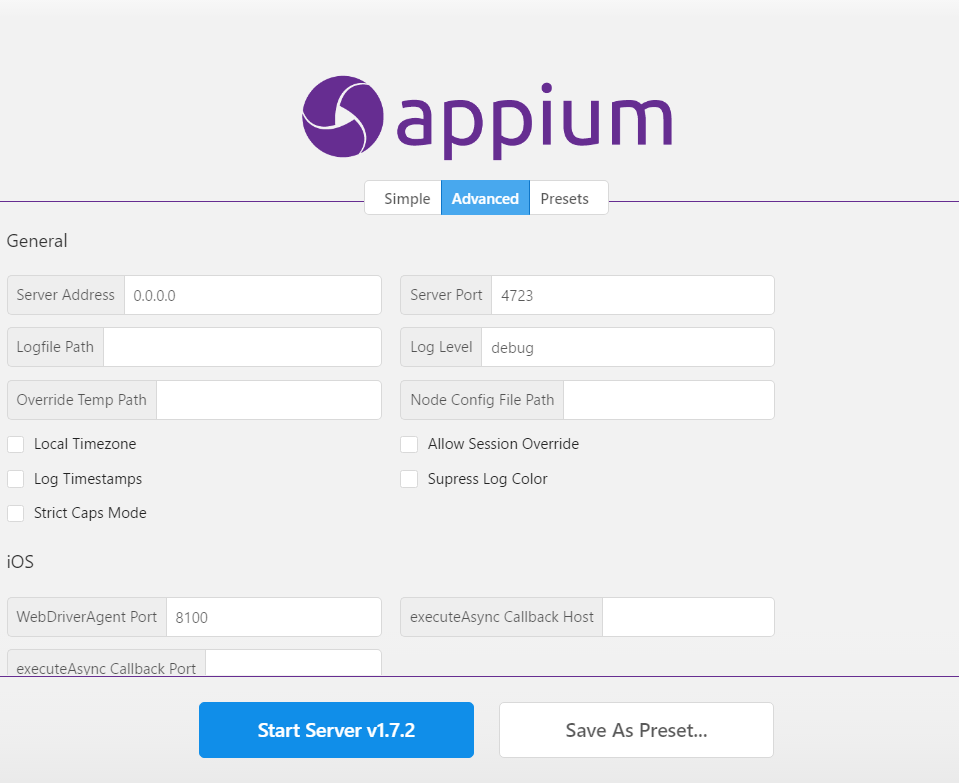 appium
Simple Advanced Presets
General
Server Address 0.0.0.0 Server Port 4723
Logfile Path Log Level debug
Override Temp Path Node Config File Path
Local Timezone Allow Session Override
Log Timestamps Supress Log Color
Strict Caps Mode
iOS
WebDriverAgent Port 8100 executeAsync Callback Host
executeAsync Callback Port
Start Server v1.7.2 Save As Preset...